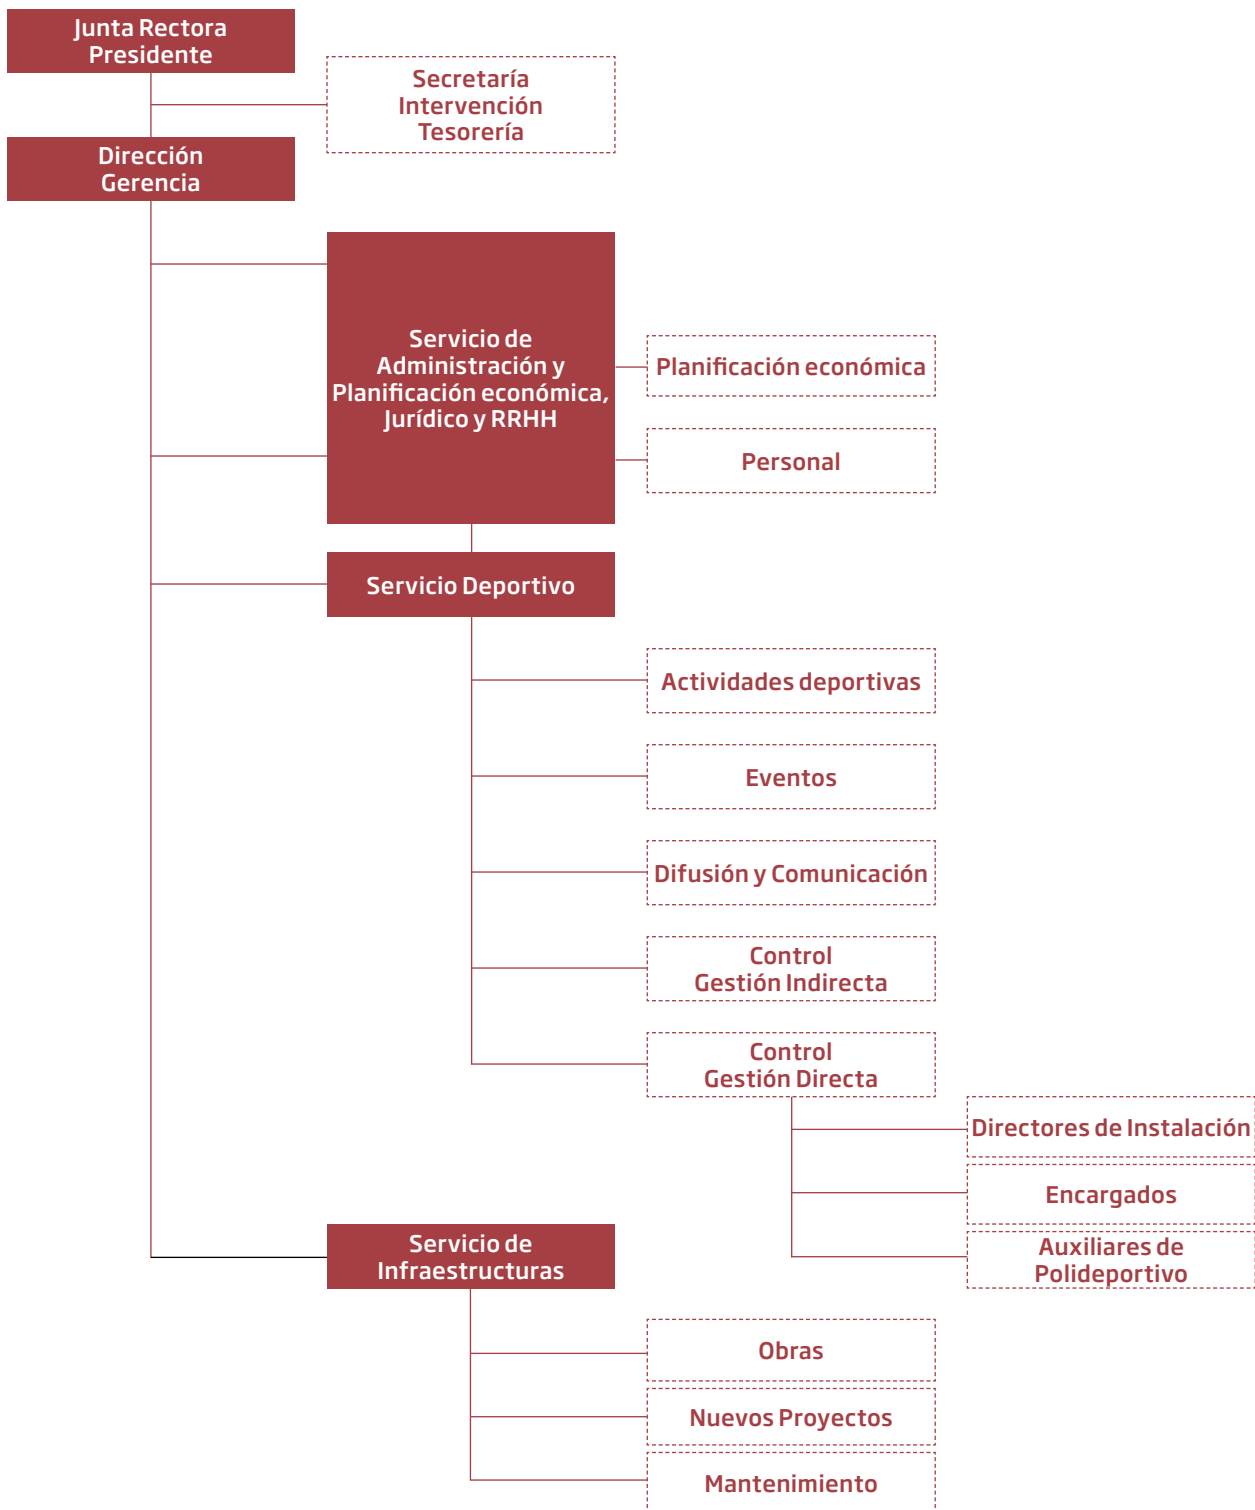 Junta Rectora
Presidente
Secretaría
Intervención
Tesorería
Dirección
Gerencia
Servicio de
Administración y
Planificación económica,
Jurídico y RRHH
Planificación económica
Personal
Servicio Deportivo
Actividades deportivas
Eventos
Difusión y Comunicación
Control
Gestión Indirecta
Control
Gestión Directa
Directores de Instalación
Encargados
Auxiliares de
Polideportivo
Servicio de
Infraestructuras
Obras
Nuevos Proyectos
Mantenimiento